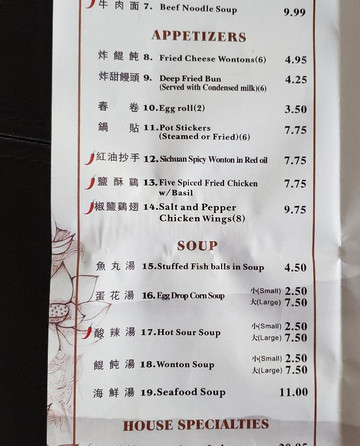 牛 肉 面 7. Beef Noodle Soup 9.99
APPETIZERS
炸 餛 飩 8. Fried Cheese Wontons(6) 4.95
炸甜饅頭 9. Deep Fried Bun 4.25
(Served with Condensed milk)(6)
春 卷 10.Egg roll(2) 3.50
鍋 貼 11.Pot Stickers 7.75
(Steamed or Fried)(6)
紅油抄手 12.Sichuan Spicy Wonton in Red oil 7.75
鹽 酥 鷄 13.Five Spiced Fried Chicken 7.75
w/Basil
椒鹽鷄翅 14.Salt and Pepper 9.75
Chicken Wings(8)
SOUP
魚 丸 湯 15.Stuffed Fish balls in Soup 4.50
蛋 花 湯 16.Egg Drop Corn Soup 小(Small) 2.50
大(Large) 7.50
酸 辣 湯 17.Hot Sour Soup 小(Small) 2.50
大(Large) 7.50
餛 飩 湯 18.Wonton Soup 小(Small) 2.50
大(Large) 7.50
海 鮮 湯 19.Seafood Soup 11.00
HOUSE SPECIALTIES